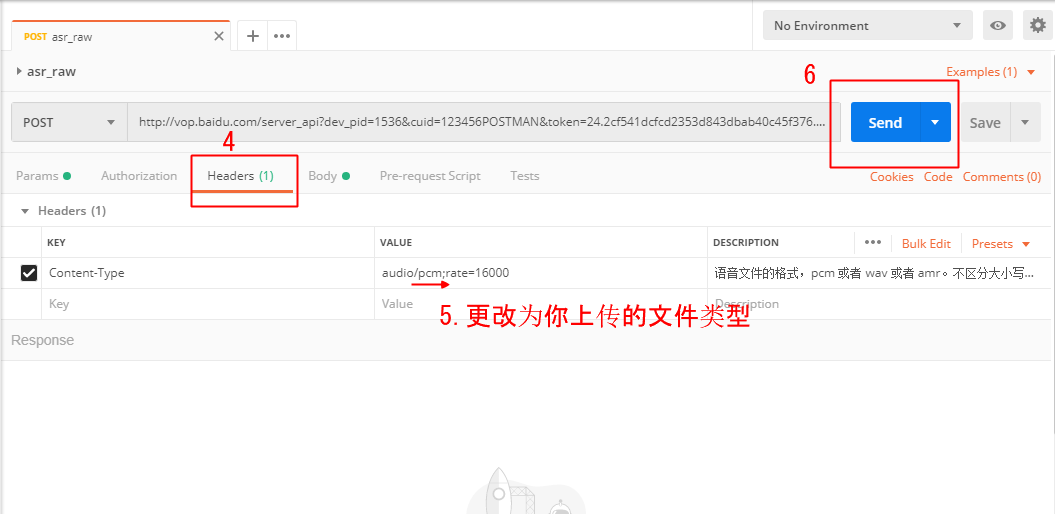 POST asr_raw
No Environment
asr_raw
Examples (1)
6
POST
http://vop.baidu.com/server_api?dev_pid=1536&cuid=123456POSTMAN&token=24.2cf541dcfcd2353d843dbab40c45f376....
Send
Save
4
Params
Authorization
Headers (1)
Body
Pre-request Script
Tests
Cookies Code Comments (0)
Headers (1)
KEY
VALUE
DESCRIPTION
Bulk Edit
Presets
Content-Type
audio/pcm;rate=16000
语音文件的格式，pcm 或者 wav 或者 amr。不区分大小写...
Key
Value
Description
5.更改为你上传的文件类型
Response